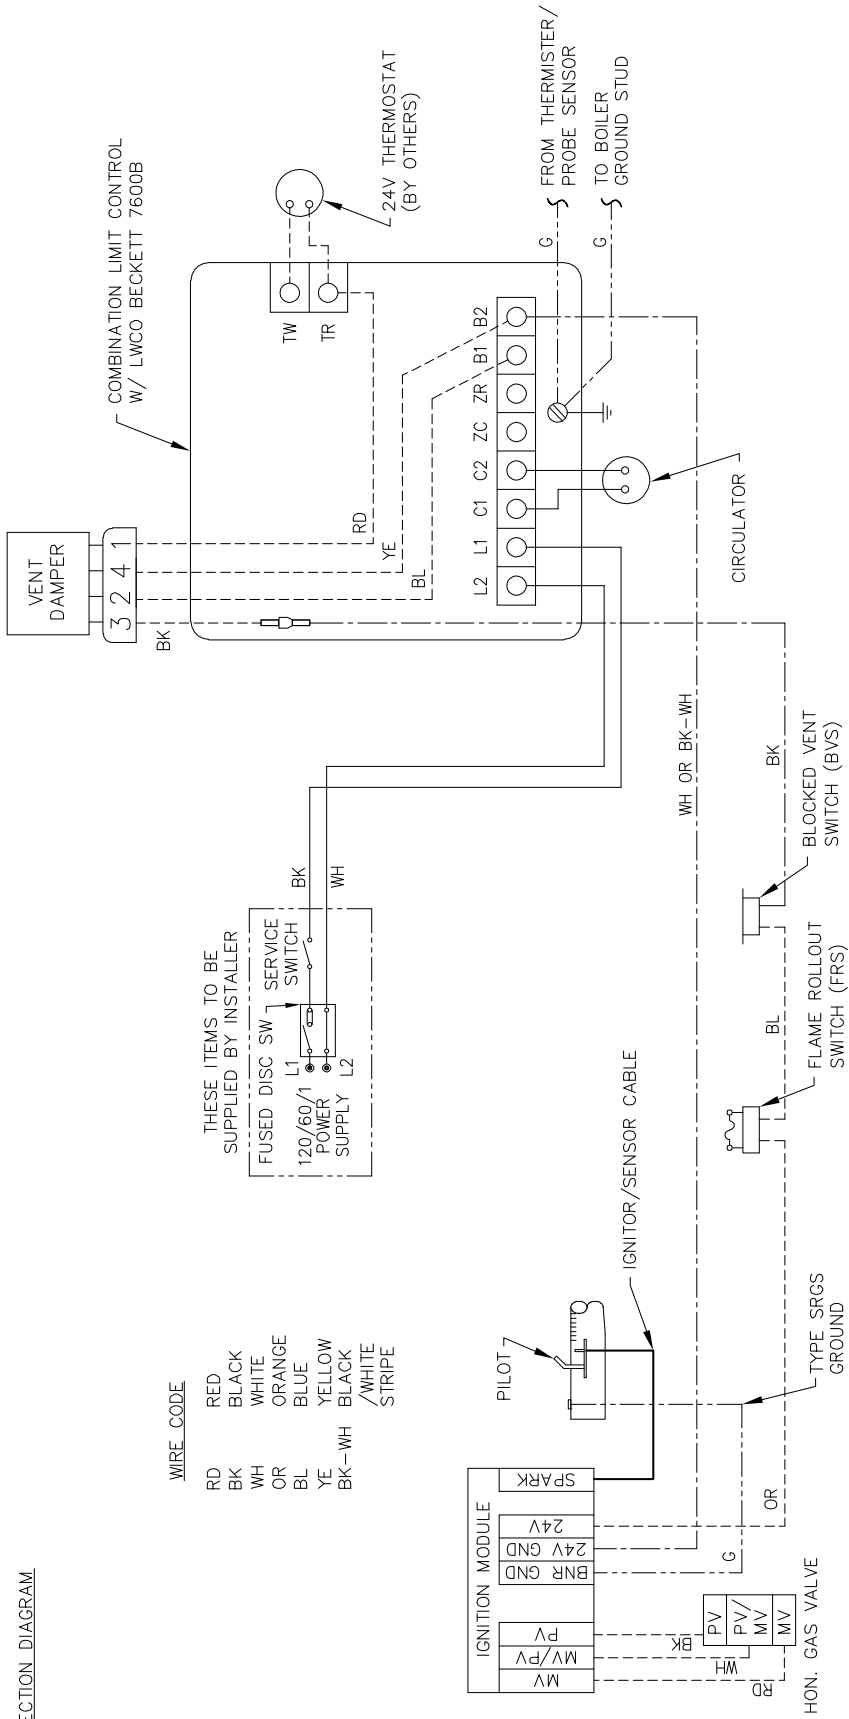 ECTION DIAGRAM
WIRE CODE
RD RED
BK BLACK
WH WHITE
OR ORANGE
BL BLUE
YE YELLOW
BK-WH BLACK
/WHITE
STRIPE
THESE ITEMS TO BE
SUPPLIED BY INSTALLER
FUSED DISC SW
SERVICE
SWITCH
L1
120/60/1
POWER
SUPPLY
L2
BK
WH
VENT
DAMPER
3 2 4 1
BK
COMBINATION LIMIT CONTROL
W/ LWCO BECKETT 7600B
RD
YE
BL
TW
TR
24V THERMOSTAT
(BY OTHERS)
L2 L1 C1 C2 ZC ZR B1 B2
G
FROM THERMISTER/
PROBE SENSOR
G
TO BOILER
GROUND STUD
CIRCULATOR
WH OR BK-WH
BK
BLOCKED VENT
SWITCH (BVS)
BL
FLAME ROLLOUT
SWITCH (FRS)
PILOT
IGNITOR/SENSOR CABLE
TYPE SRGS
GROUND
IGNITION MODULE
MV
MV/PV
PV
BNR GND
24V GND
24V
SPARK
G
OR
BK
WH
RD
PV
PV/
MV
MV
HON. GAS VALVE